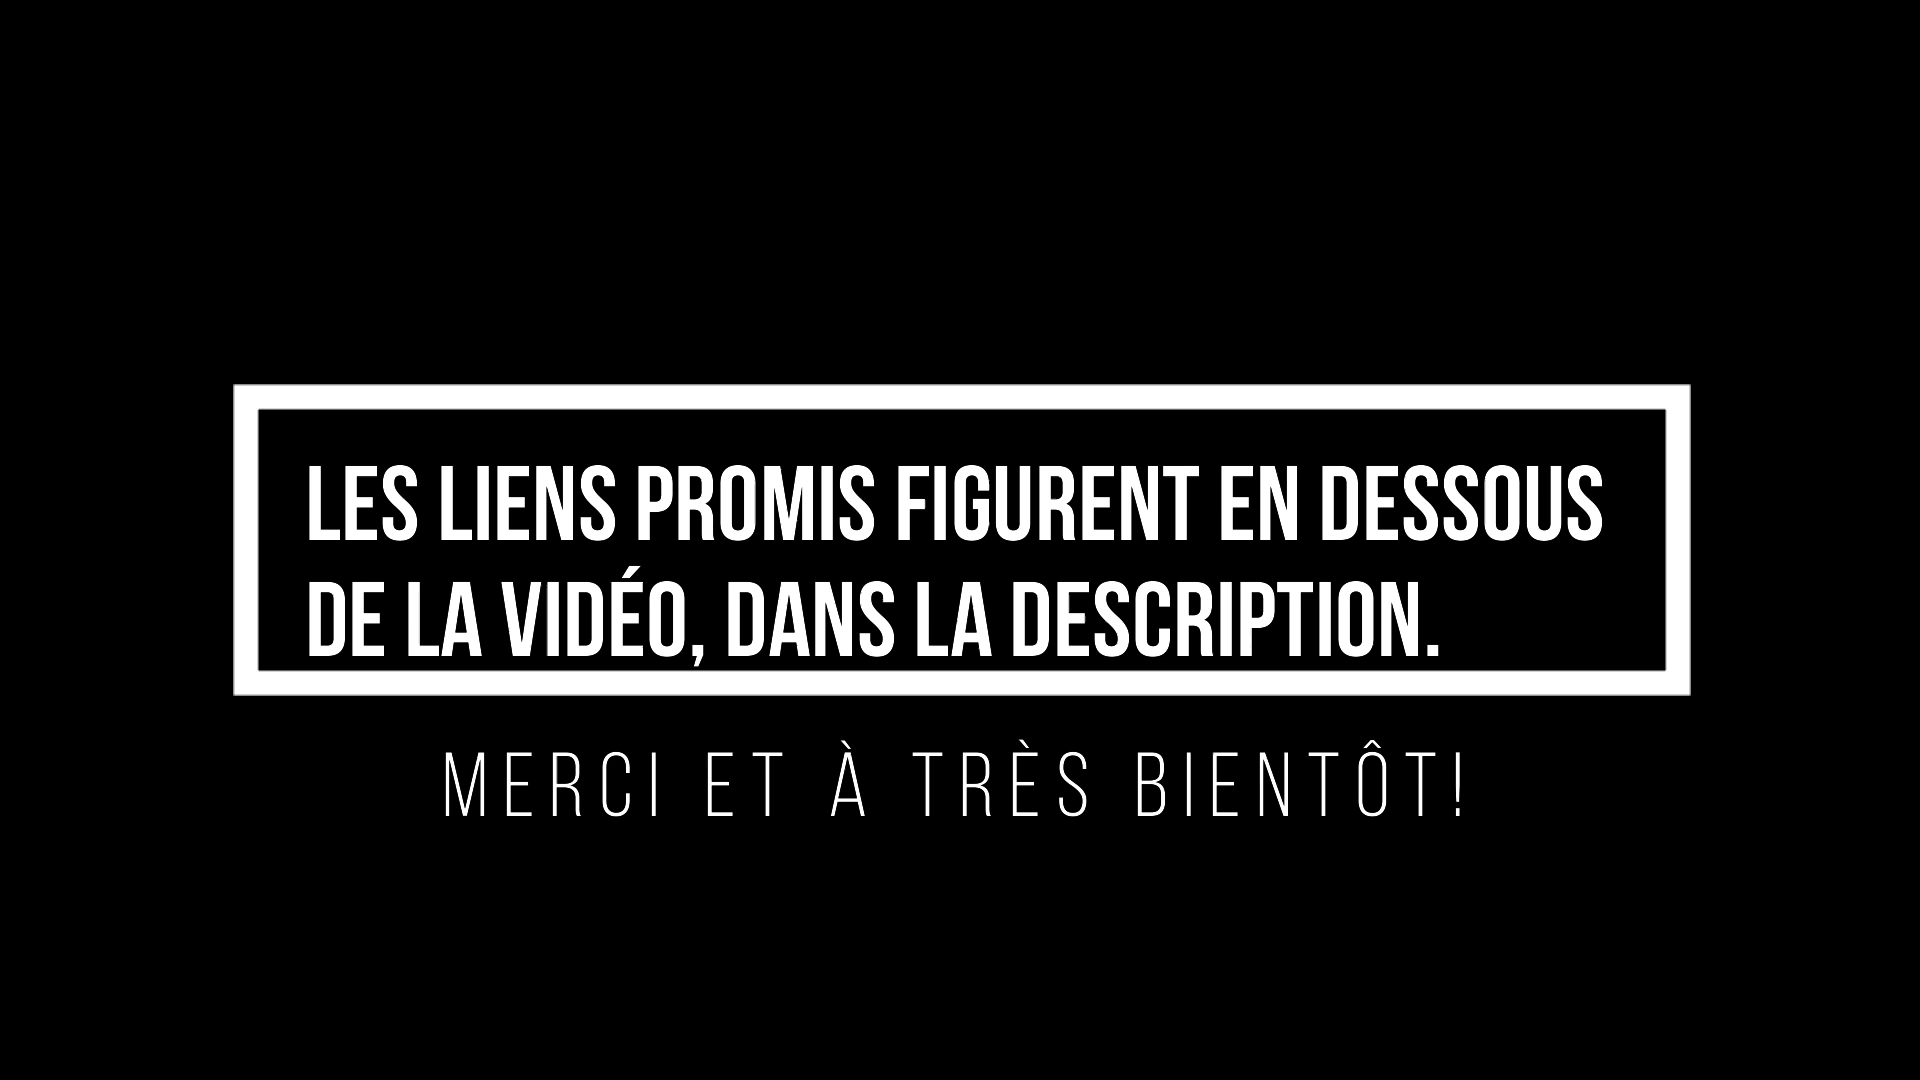 LES LIENS PROMIS FIGURENT EN DESSOUS
DE LA VIDÉO, DANS LA DESCRIPTION.
MERCI ET À TRÈS BIENTÔT!